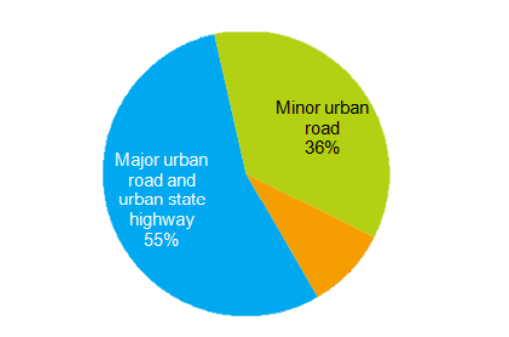 Minor urban
road
36%
Major urban
road and
urban state
highway
55%